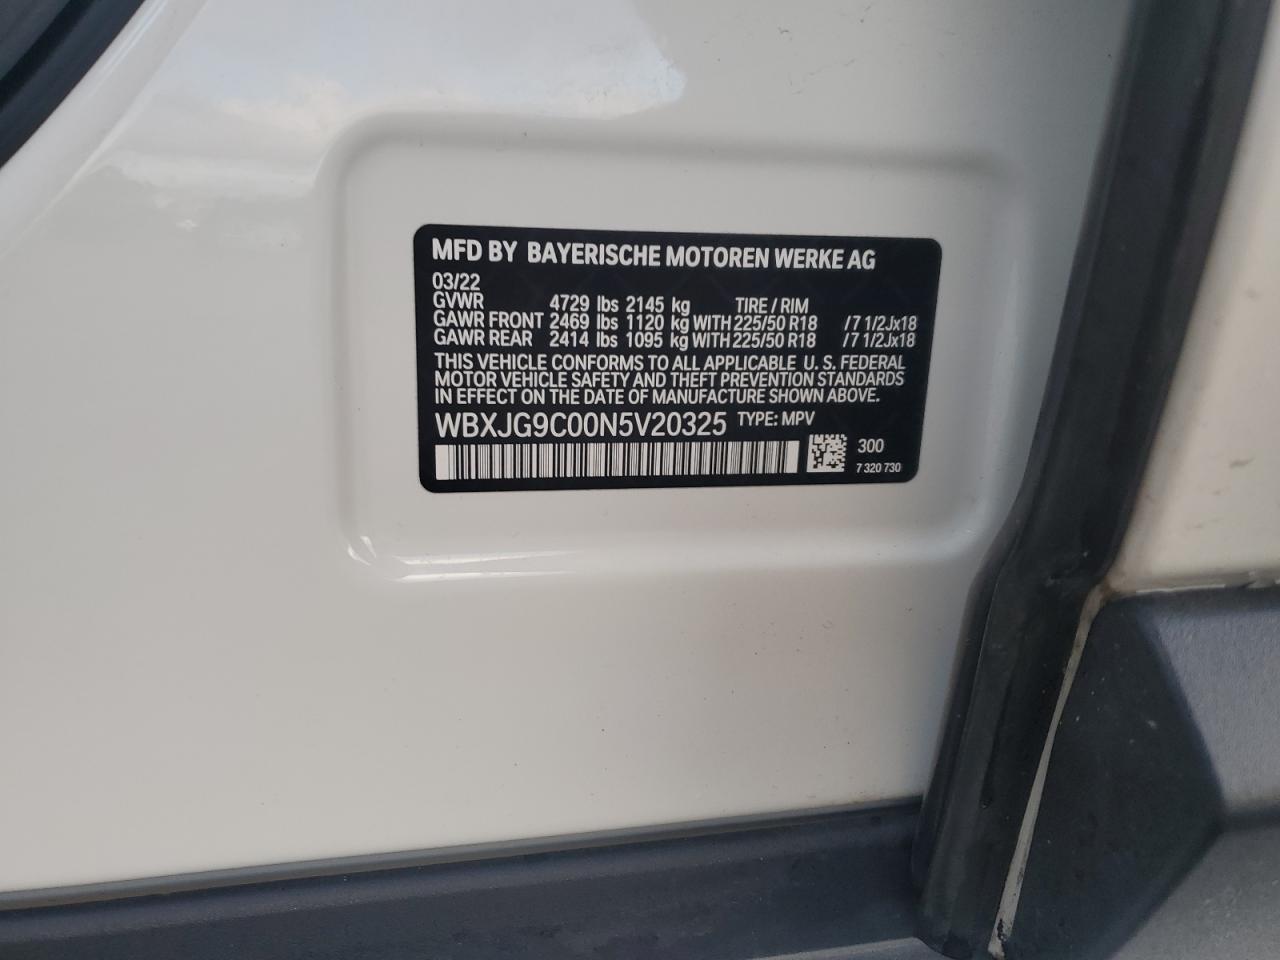 MFD BY BAYERISCHE MOTOREN WERKE AG
03/22
GVWR 4729 lbs 2145 kg TIRE / RIM
GAWR FRONT 2469 lbs 1120 kg WITH 225/50 R18 /7 1/2Jx18
GAWR REAR 2414 lbs 1095 kg WITH 225/50 R18 /7 1/2Jx18
THIS VEHICLE CONFORMS TO ALL APPLICABLE U. S. FEDERAL
MOTOR VEHICLE SAFETY AND THEFT PREVENTION STANDARDS
IN EFFECT ON THE DATE OF MANUFACTURE SHOWN ABOVE.
WBXJG9C00N5V20325 TYPE: MPV
300
7 320 730